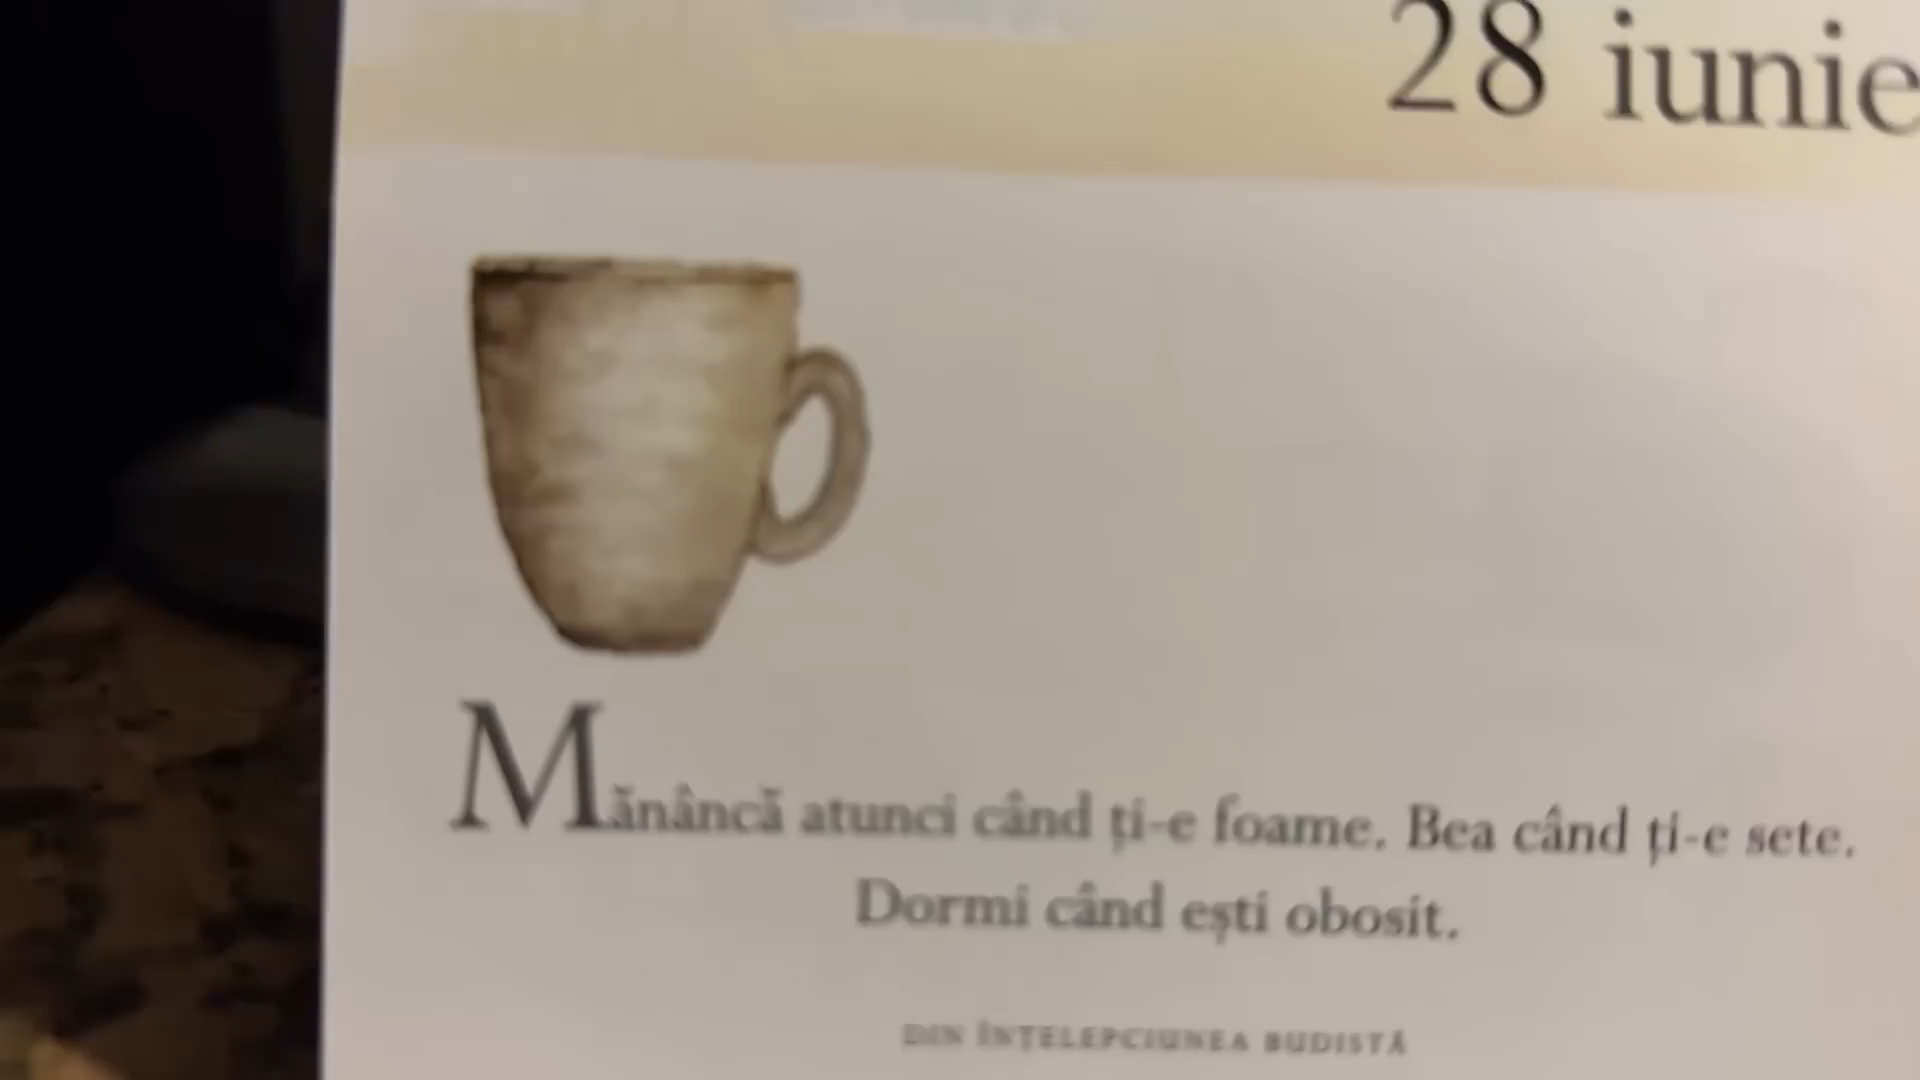 28 iunie
Mănâncă atunci când ți-e foame. Bea când ți-e sete.
Dormi când ești obosit.
DIN ÎNȚELEPCIUNEA BUDISTĂ